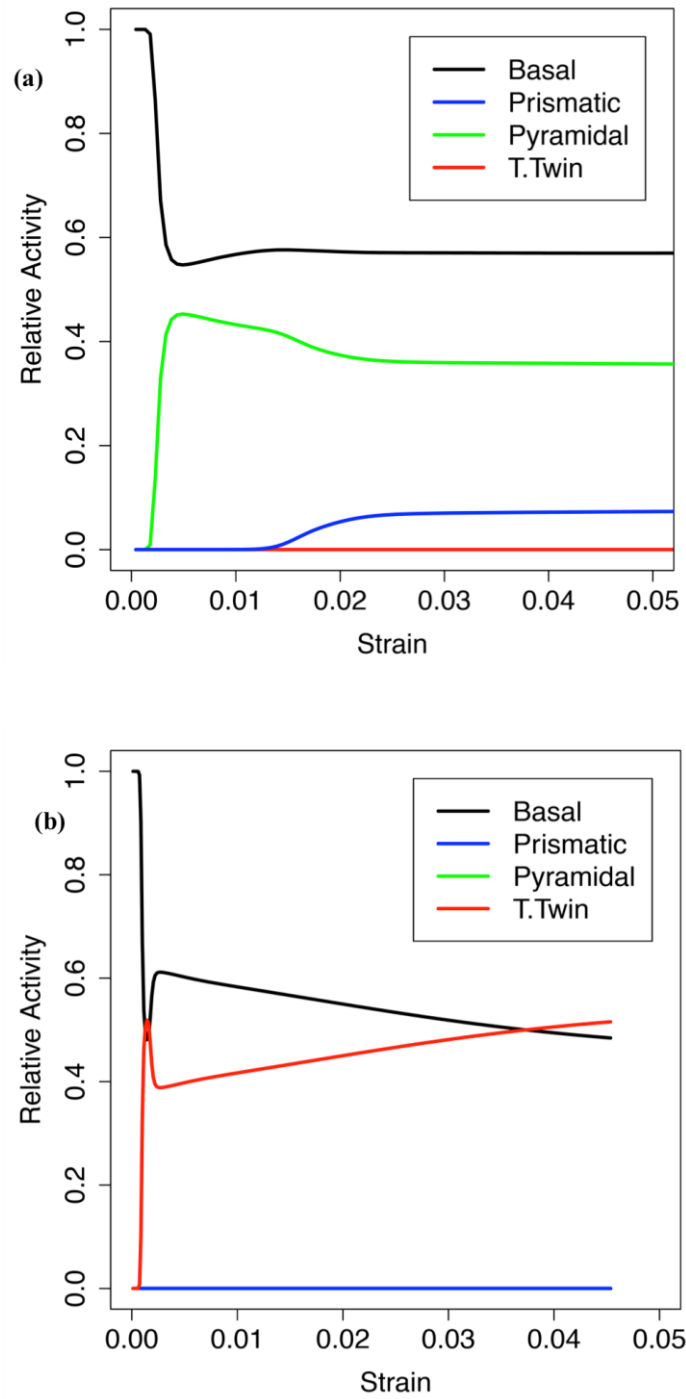 (a)
Basal
Prismatic
Pyramidal
T.Twin
Relative Activity
1.0
0.8
0.6
0.4
0.2
0.0
0.00 0.01 0.02 0.03 0.04 0.05
Strain
(b)
Basal
Prismatic
Pyramidal
T.Twin
Relative Activity
1.0
0.8
0.6
0.4
0.2
0.0
0.00 0.01 0.02 0.03 0.04 0.05
Strain